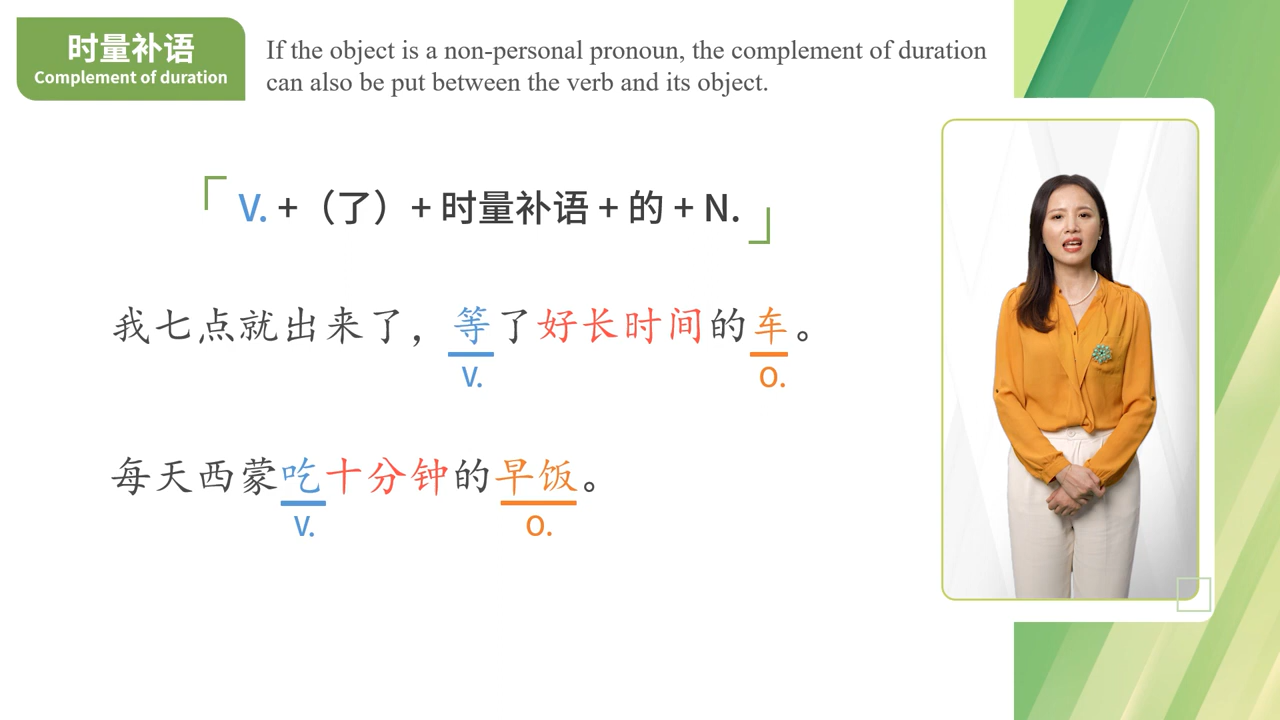 时量补语
Complement of duration
If the object is a non-personal pronoun, the complement of duration
can also be put between the verb and its object.
V. +（了）+ 时量补语 + 的 + N.
我七点就出来了，等了好长时间的车。
V. O.
每天西蒙吃十分钟的早饭。
V. O.